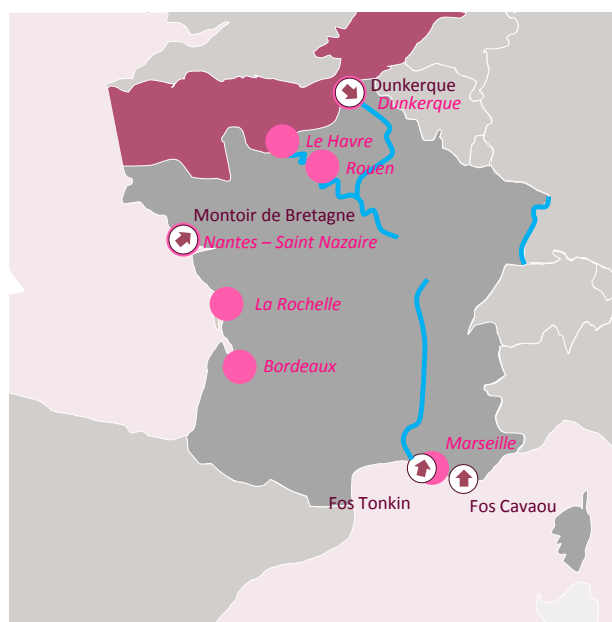 Dunkerque
Dunkerque
Le Havre
Rouen
Montoir de Bretagne
Nantes – Saint Nazaire
La Rochelle
Bordeaux
Marseille
Fos Tonkin
Fos Cavaou